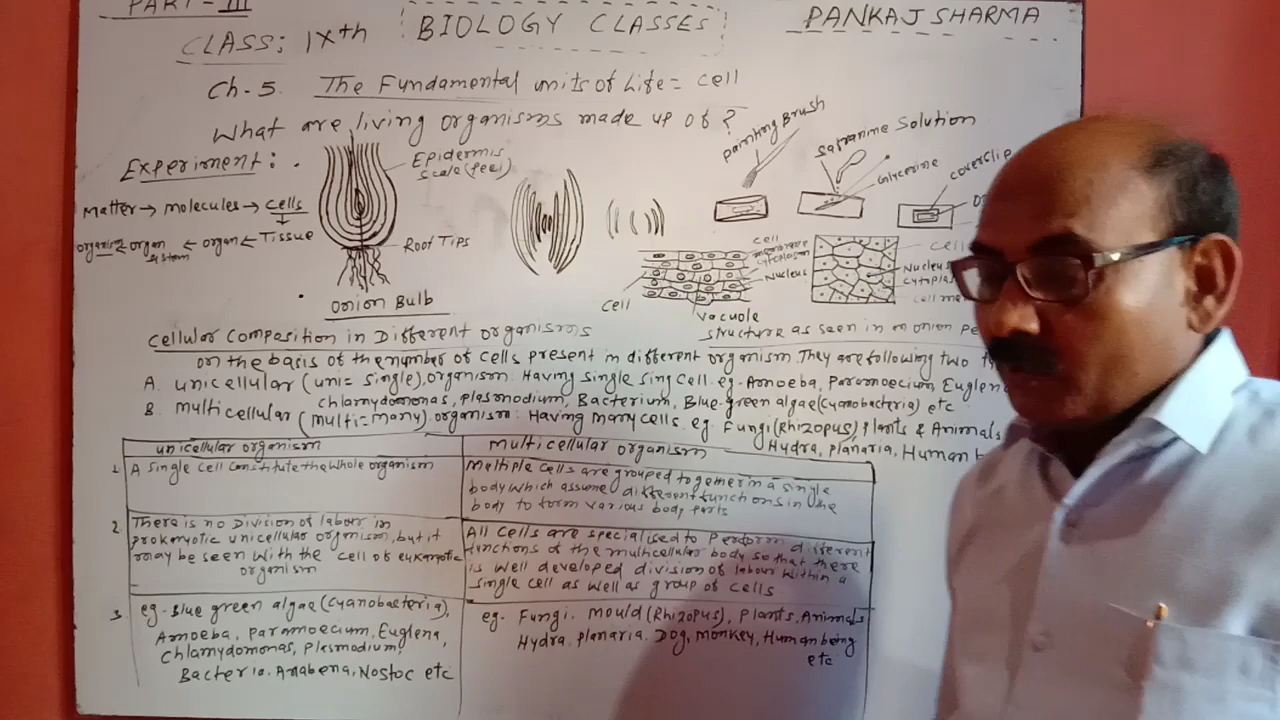 PART - III
BIOLOGY CLASSES
PANKAJ SHARMA
CLASS: IXth
Ch-5. The Fundamental units of Life = cell
What are living organisms made up of?
Experiment:
Matter → molecules → cells
Tissue
organ
organ
system
Epidermis
Scale (peel)
Root Tips
Onion Bulb
painting Brush
Safranine Solution
Glycerine
coverslip
cell
cytoplasm
Nucleus
Cell
vacuole
cell
Nucleus
cytoplas
cell me
structure as seen in onion pe
Cellular composition in Different organisms
on the basis of the number of cells present in different organism They are following two
A. unicellular (uni = single), organism: Having single sing cell. eg- Amoeba, Paramoecium, Euglen
chlamydomonas, plasmodium, Bacterium, Blue-green algae (cyanobacteria) etc
B. multicellular (multi = many) organism: Having many cells. eg. Fungi (Rhizopus), Plants & Animals
Hydra, planaria, Human b
unicellular organism
multicellular organism
1. A single cell constitute the whole organism
multiple cells are grouped together in a single
body which assume different functions in the
body to form various body parts
2. There is no Division of labour in
prokaryotic unicellular organism, but it
may be seen with the cell of eukaryotic
organism
All cells are specialised to perform different
functions of the multicellular body so that there
is well developed division of labour within a
single cell as well as group of cells
3. eg. Blue green algae (cyanobacteria),
Amoeba, Paramoecium, Euglena,
Chlamydomonas, plasmodium,
Bacteria. Anabena, Nostoc etc
eg. Fungi. mould (Rhizopus), Plants, Animals
Hydra, planaria. Dog, monkey, Human being
etc